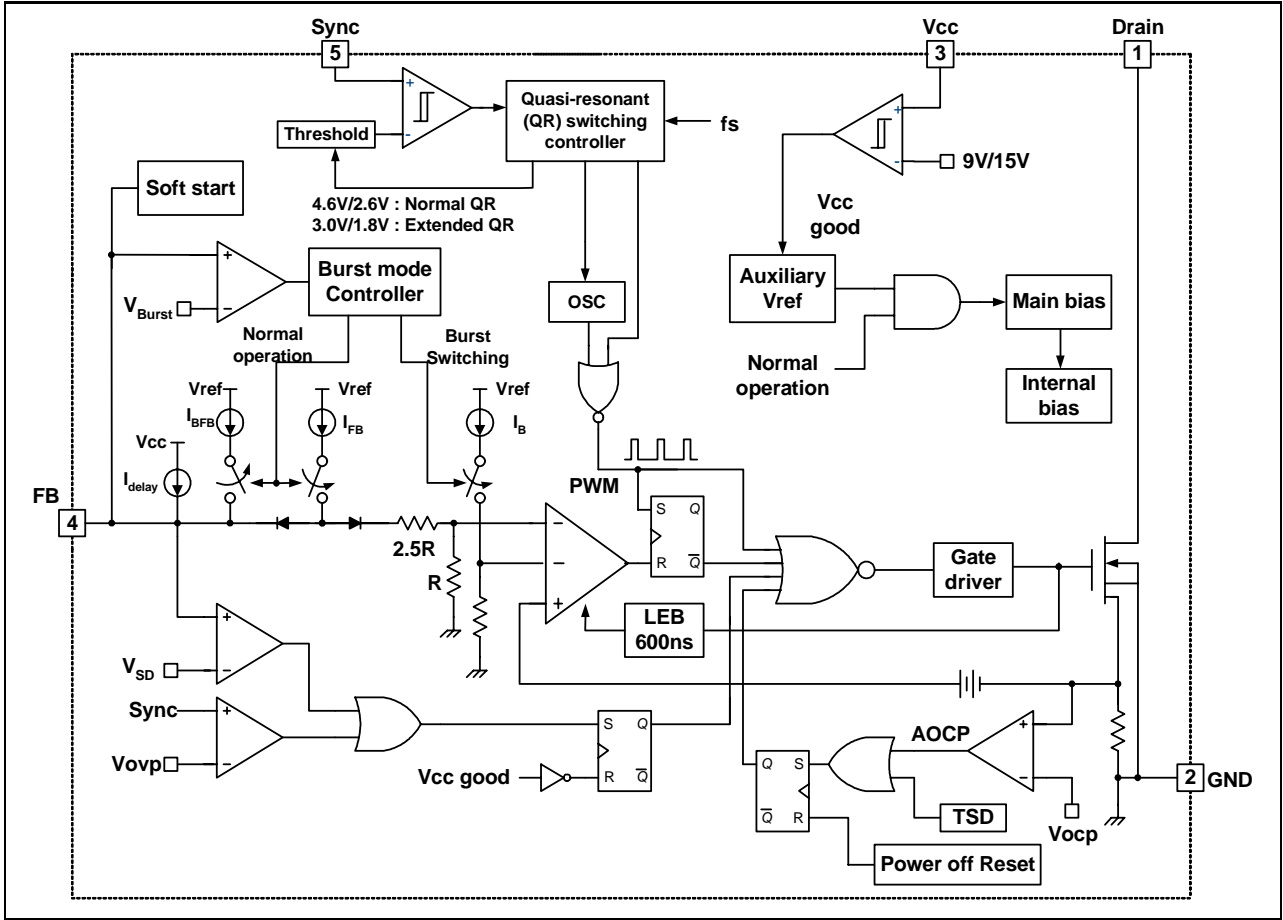 Sync
Vcc
Drain
5
3
1
+
-
Threshold
Quasi-resonant
(QR) switching
controller
fs
+
-
9V/15V
Soft start
4.6V/2.6V : Normal QR
3.0V/1.8V : Extended QR
Vcc
good
+
−
VBurst
Burst mode
Controller
OSC
Auxiliary
Vref
Main bias
Normal
operation
Burst
Switching
Normal
operation
Internal
bias
Vref
Vref
Vref
IBFB
IFB
IB
Vcc
Idelay
PWM
FB
4
2.5R
R
−
−
+
S
Q
R
Q
Gate
driver
LEB
600ns
+
−
VSD
Sync
+
−
Vovp
S
Q
R
Q
Vcc good
AOCP
+
−
Q
S
Q
R
TSD
Vocp
2
GND
Power off Reset